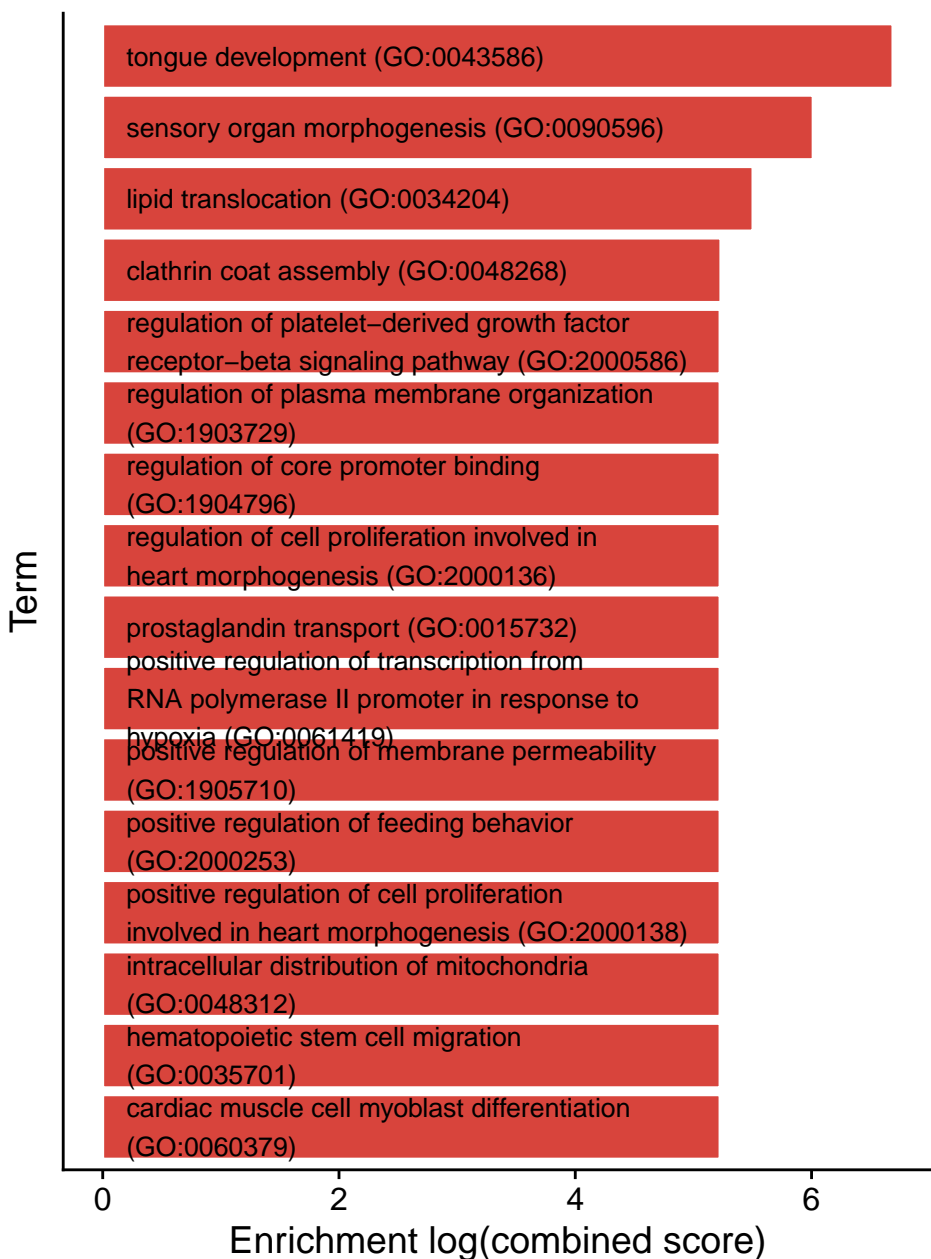 tongue development (GO:0043586)
sensory organ morphogenesis (GO:0090596)
lipid translocation (GO:0034204)
clathrin coat assembly (GO:0048268)
regulation of platelet−derived growth factor
receptor−beta signaling pathway (GO:2000586)
regulation of plasma membrane organization
(GO:1903729)
regulation of core promoter binding
(GO:1904796)
regulation of cell proliferation involved in
heart morphogenesis (GO:2000136)
prostaglandin transport (GO:0015732)
positive regulation of transcription from
RNA polymerase II promoter in response to
hypoxia (GO:0061419)
positive regulation of membrane permeability
(GO:1905710)
positive regulation of feeding behavior
(GO:2000253)
positive regulation of cell proliferation
involved in heart morphogenesis (GO:2000138)
intracellular distribution of mitochondria
(GO:0048312)
hematopoietic stem cell migration
(GO:0035701)
cardiac muscle cell myoblast differentiation
(GO:0060379)
Term
0 2 4 6
Enrichment log(combined score)